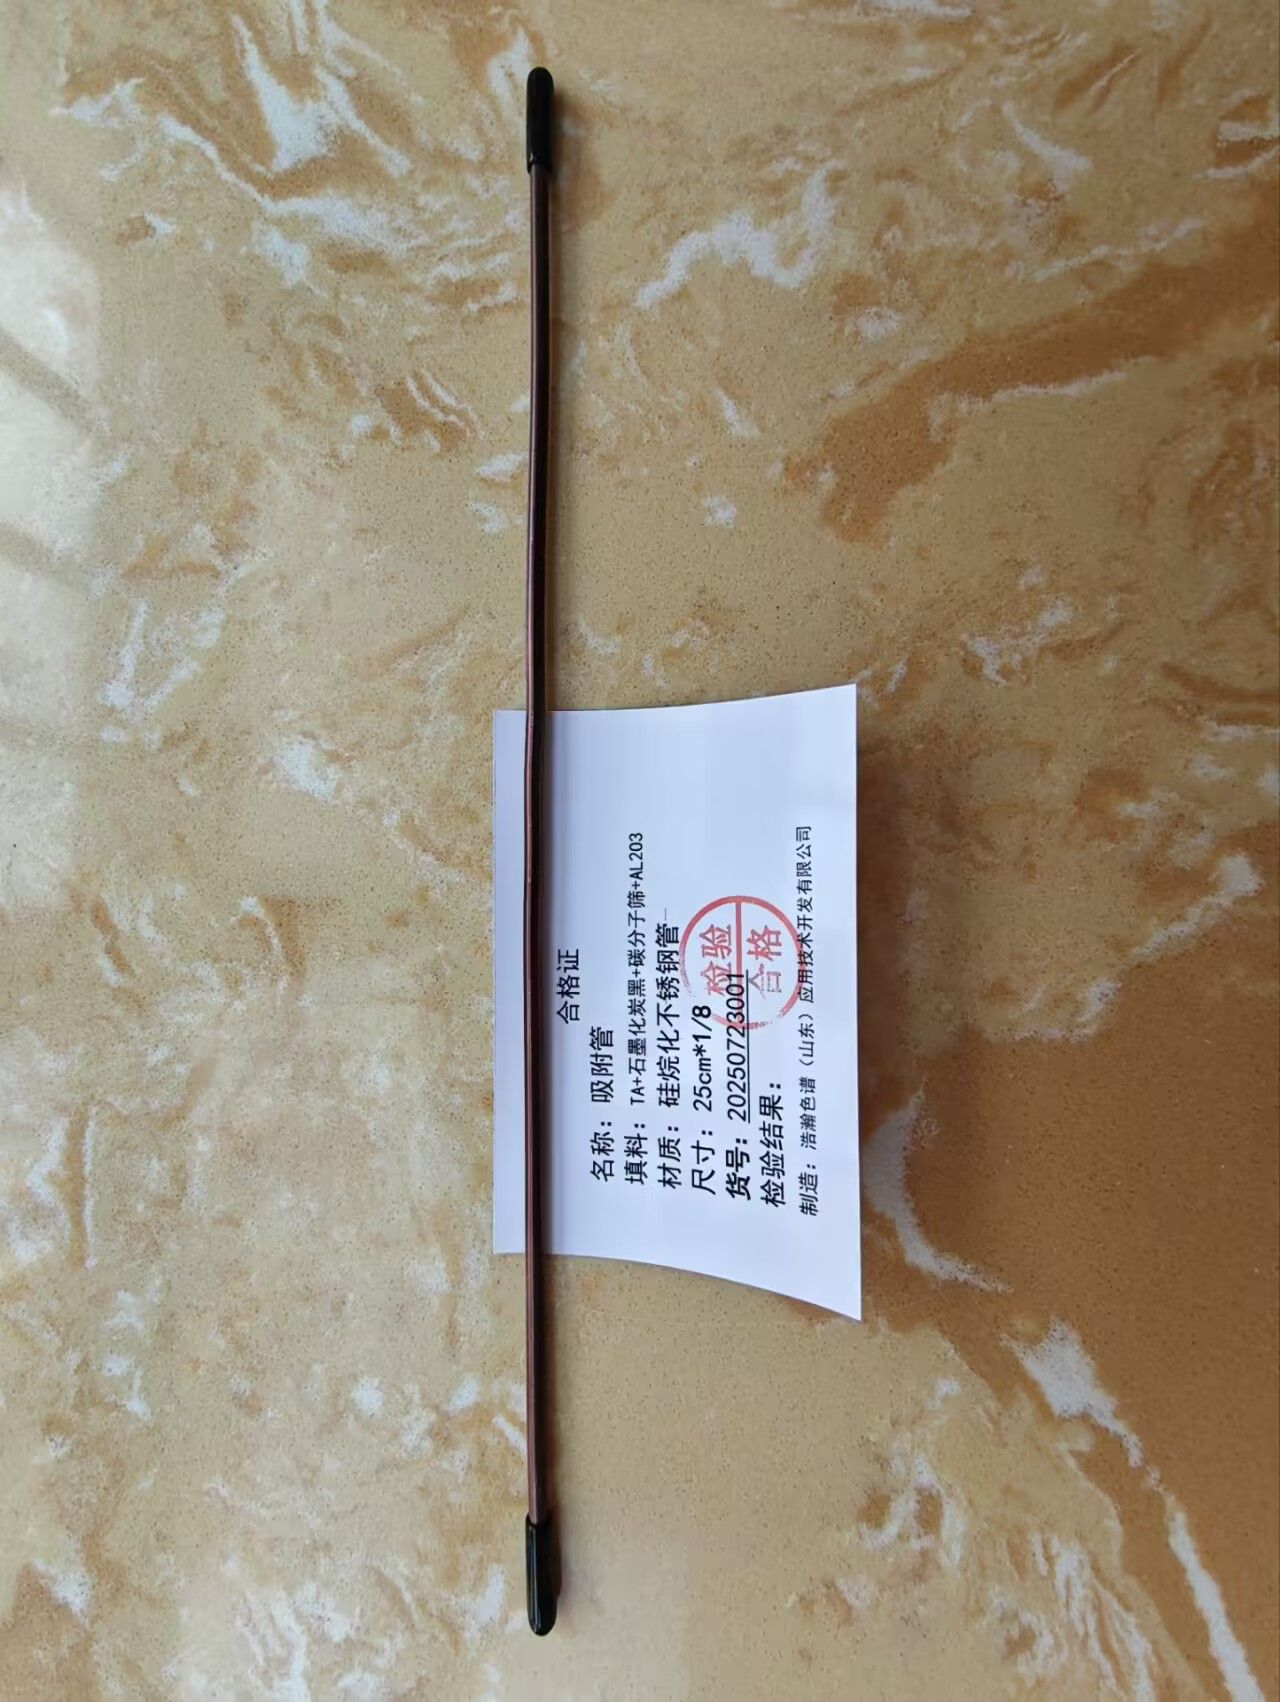 合格证
名称：吸附管
填料：TA+石墨化炭黑+碳分子筛+AL203
材质：硅烷化不锈钢管
尺寸：25cm*1/8
货号：20250723001
检验结果：
检验
合格
制造：浩瀚色谱（山东）应用技术开发有限公司